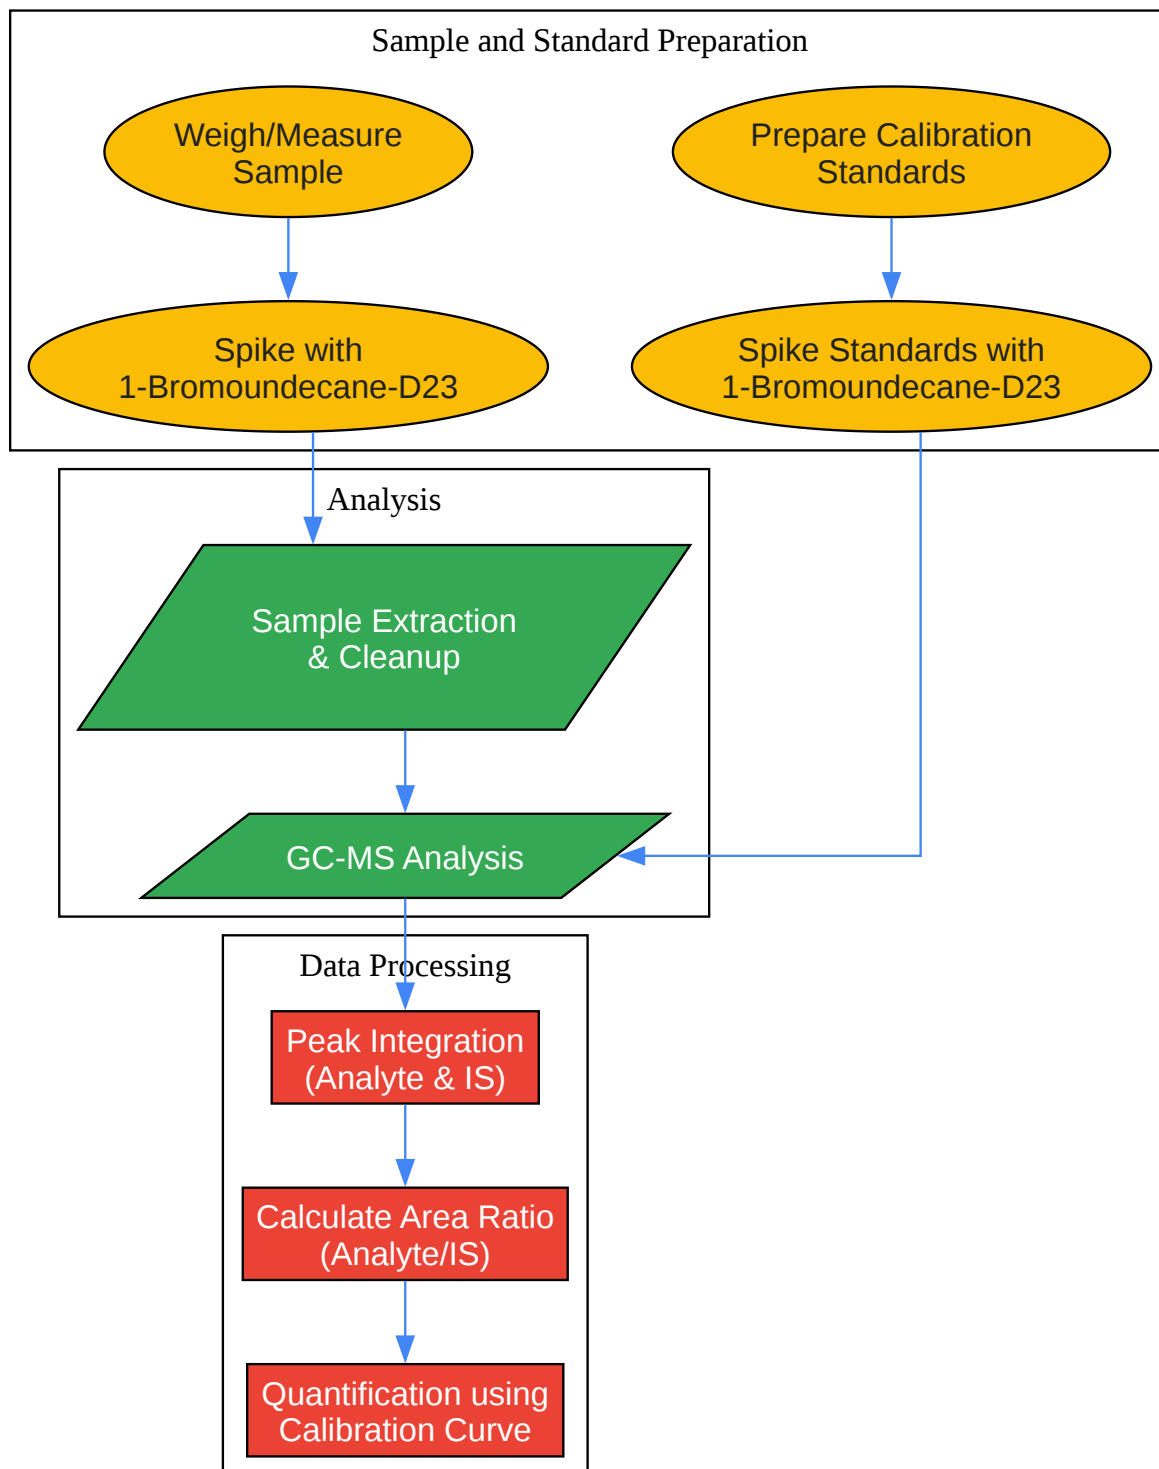 Sample and Standard Preparation
Weigh/Measure
Sample
Prepare Calibration
Standards
Spike with
1-Bromoundecane-D23
Spike Standards with
1-Bromoundecane-D23
Analysis
Sample Extraction
& Cleanup
GC-MS Analysis
Data Processing
Peak Integration
(Analyte & IS)
Calculate Area Ratio
(Analyte/IS)
Quantification using
Calibration Curve